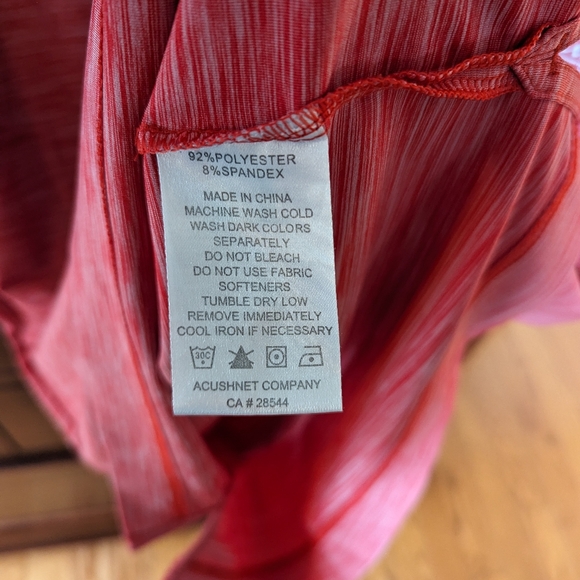 92%POLYESTER
8%SPANDEX
MADE IN CHINA
MACHINE WASH COLD
WASH DARK COLORS
SEPARATELY
DO NOT BLEACH
DO NOT USE FABRIC
SOFTENERS
TUMBLE DRY LOW
REMOVE IMMEDIATELY
COOL IRON IF NECESSARY
30C
ACUSHNET COMPANY
CA # 28544